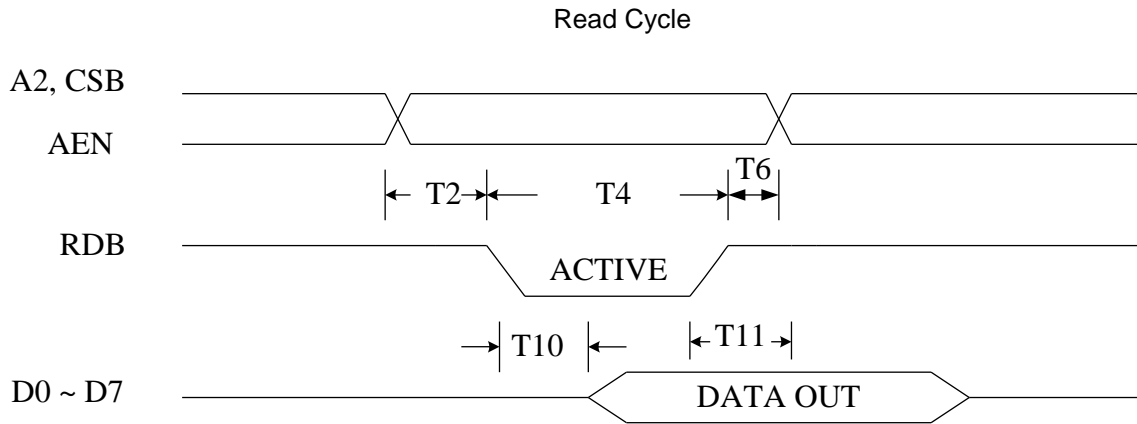 Read Cycle
A2, CSB
AEN
T2
T4
T6
RDB
ACTIVE
T10
T11
D0 ~ D7
DATA OUT